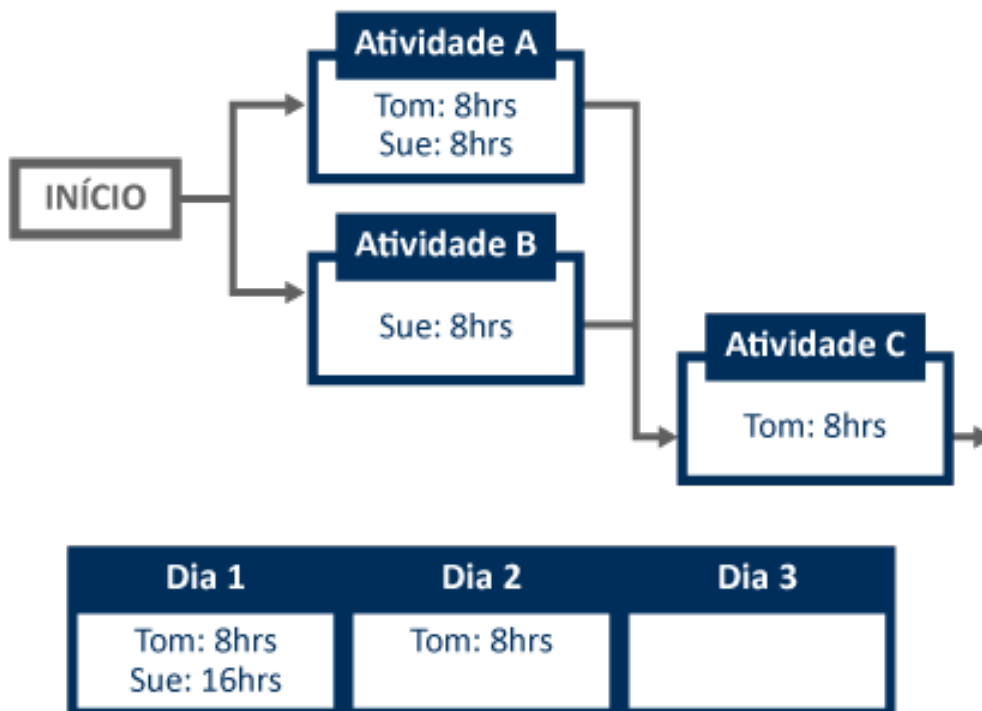 Atividade A
Tom: 8hrs
Sue: 8hrs
INÍCIO
Atividade B
Sue: 8hrs
Atividade C
Tom: 8hrs
Dia 1
Dia 2
Dia 3
Tom: 8hrs
Sue: 16hrs
Tom: 8hrs